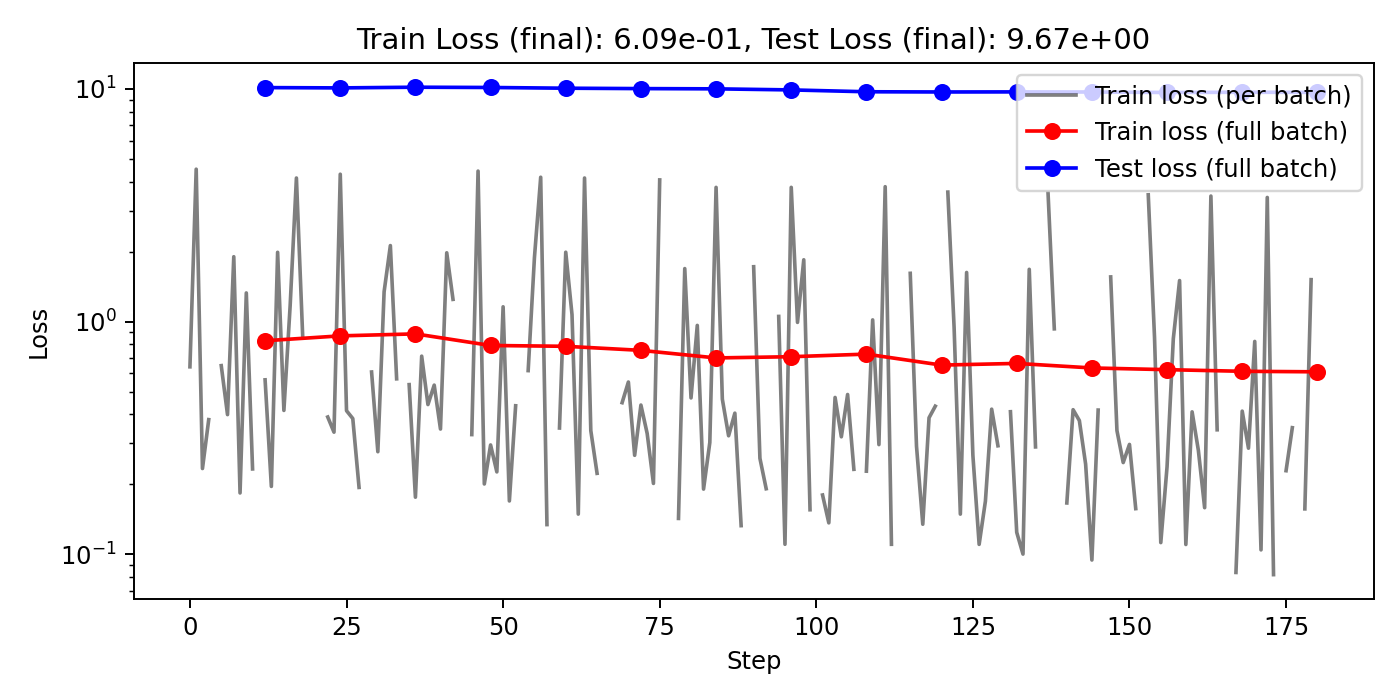 Train Loss (final): 6.09e-01, Test Loss (final): 9.67e+00
Loss
10¹
10⁰
10⁻¹
Train loss (per batch)
Train loss (full batch)
Test loss (full batch)
0 25 50 75 100 125 150 175
Step